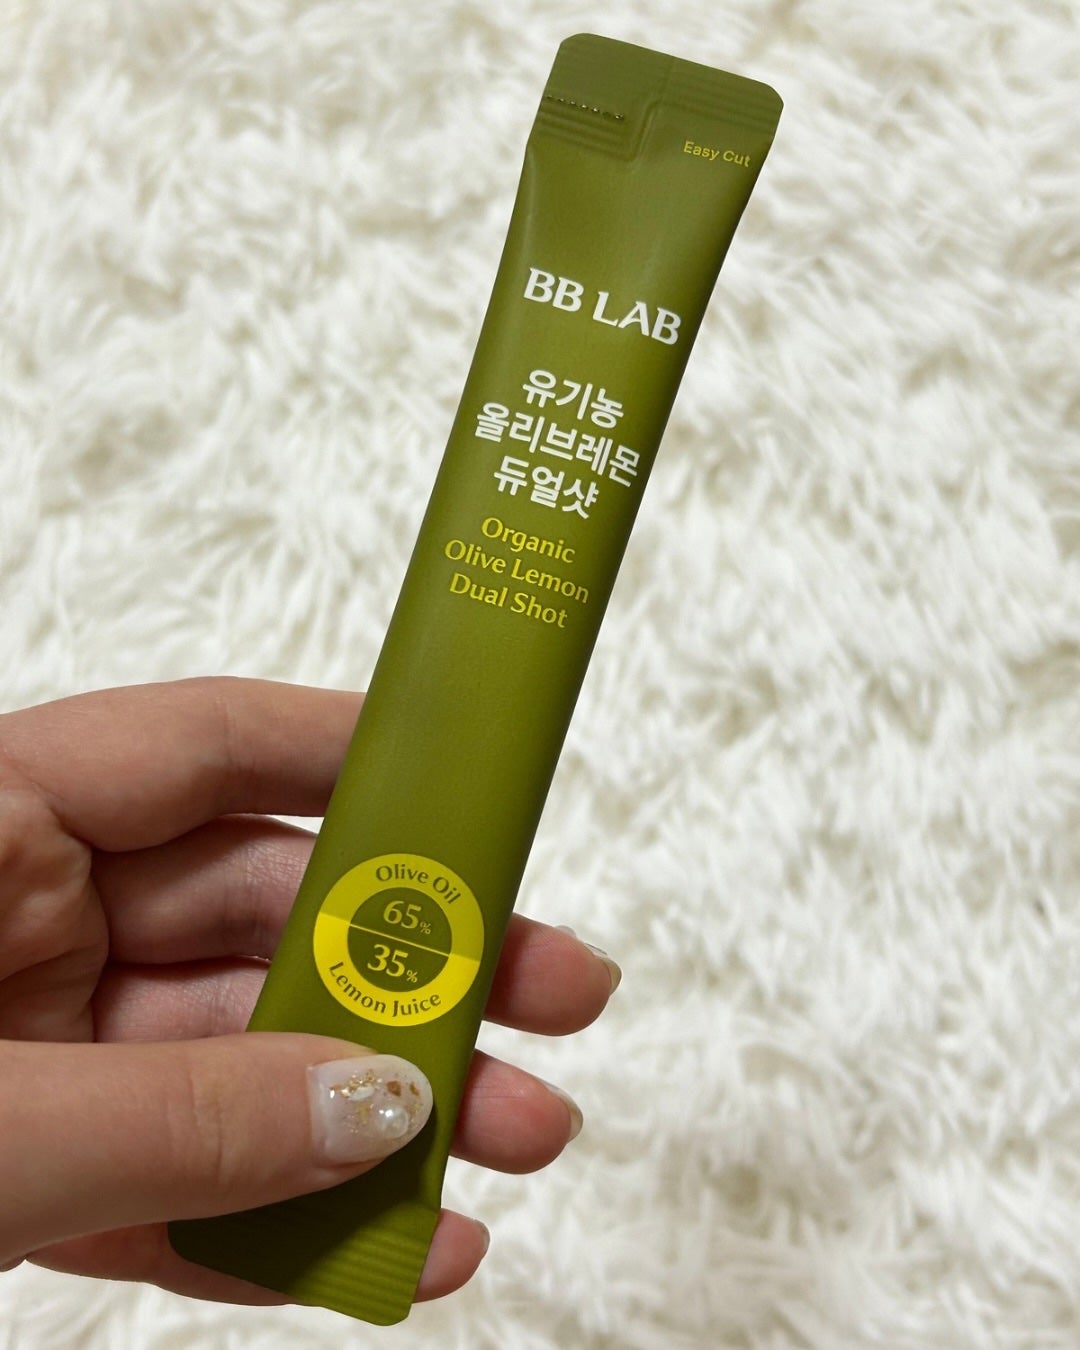 Easy Cut
BB LAB
유기농
올리브레몬
듀얼샷
Organic
Olive Lemon
Dual Shot
Olive Oil
65%
35%
Lemon Juice